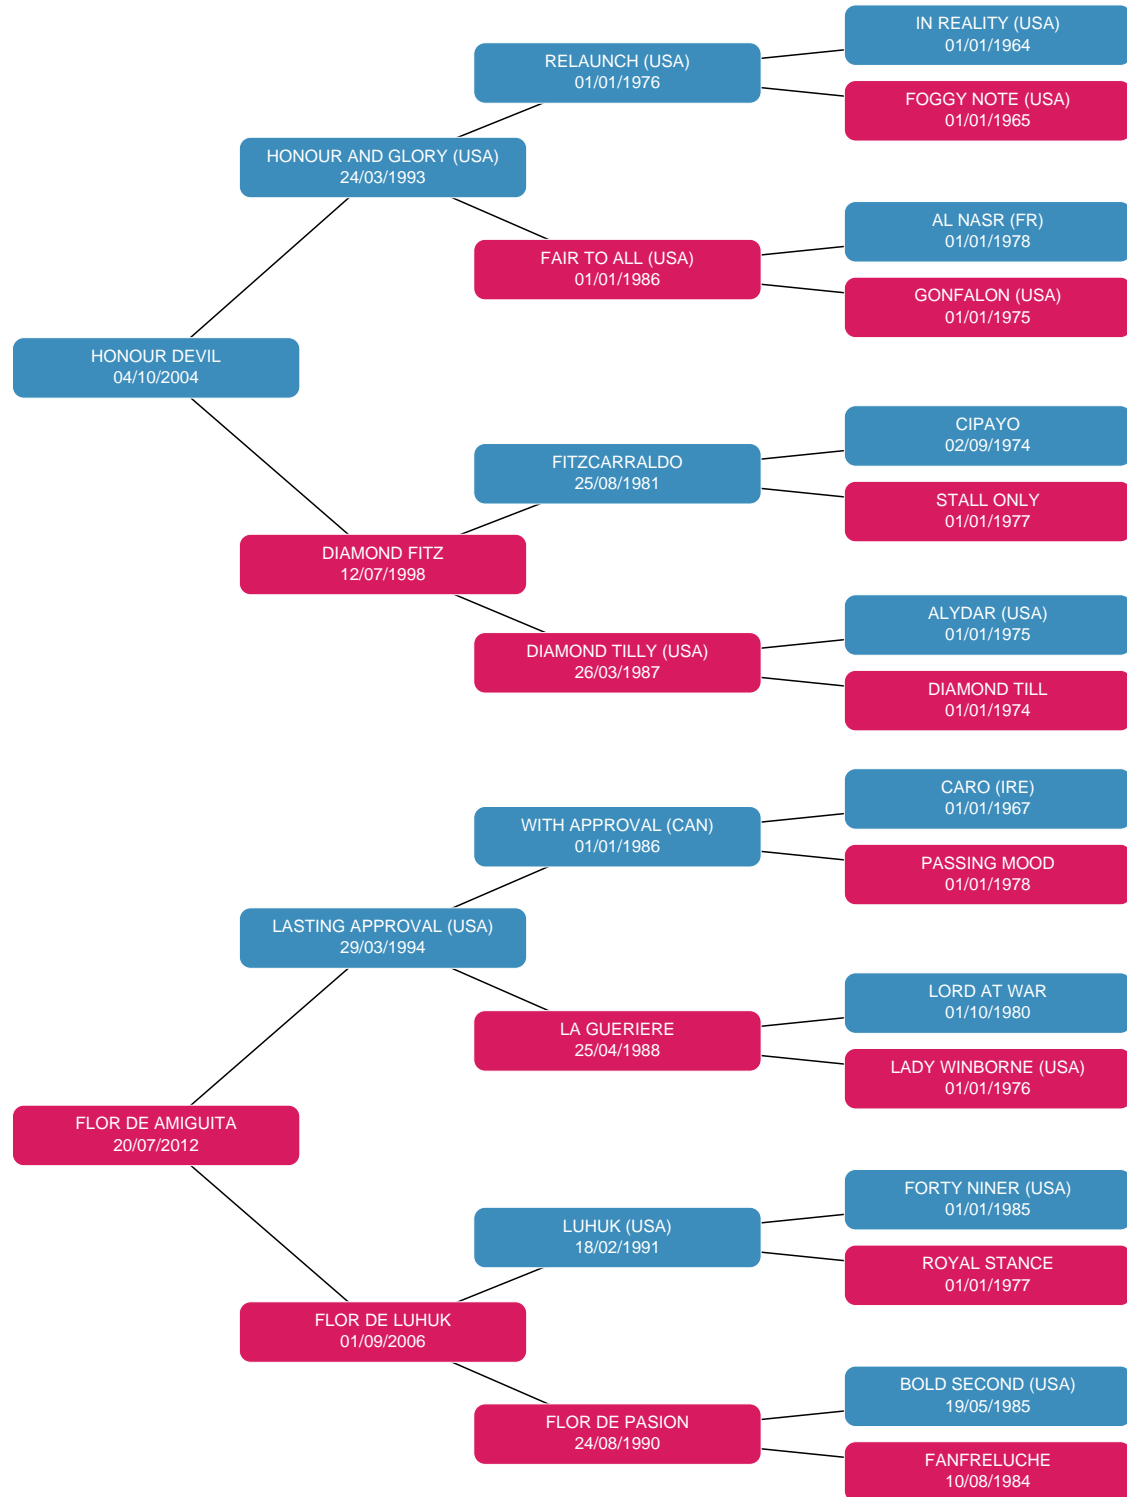 IN REALITY (USA)
01/01/1964
RELAUNCH (USA)
01/01/1976
FOGGY NOTE (USA)
01/01/1965
HONOUR AND GLORY (USA)
24/03/1993
AL NASR (FR)
01/01/1978
FAIR TO ALL (USA)
01/01/1986
GONFALON (USA)
01/01/1975
HONOUR DEVIL
04/10/2004
CIPAYO
02/09/1974
FITZCARRALDO
25/08/1981
STALL ONLY
01/01/1977
DIAMOND FITZ
12/07/1998
ALYDAR (USA)
01/01/1975
DIAMOND TILLY (USA)
26/03/1987
DIAMOND TILL
01/01/1974
CARO (IRE)
01/01/1967
WITH APPROVAL (CAN)
01/01/1986
PASSING MOOD
01/01/1978
LASTING APPROVAL (USA)
29/03/1994
LORD AT WAR
01/10/1980
LA GUERIERE
25/04/1988
LADY WINBORNE (USA)
01/01/1976
FLOR DE AMIGUITA
20/07/2012
FORTY NINER (USA)
01/01/1985
LUHUK (USA)
18/02/1991
ROYAL STANCE
01/01/1977
FLOR DE LUHUK
01/09/2006
BOLD SECOND (USA)
19/05/1985
FLOR DE PASION
24/08/1990
FANFRELUCHE
10/08/1984